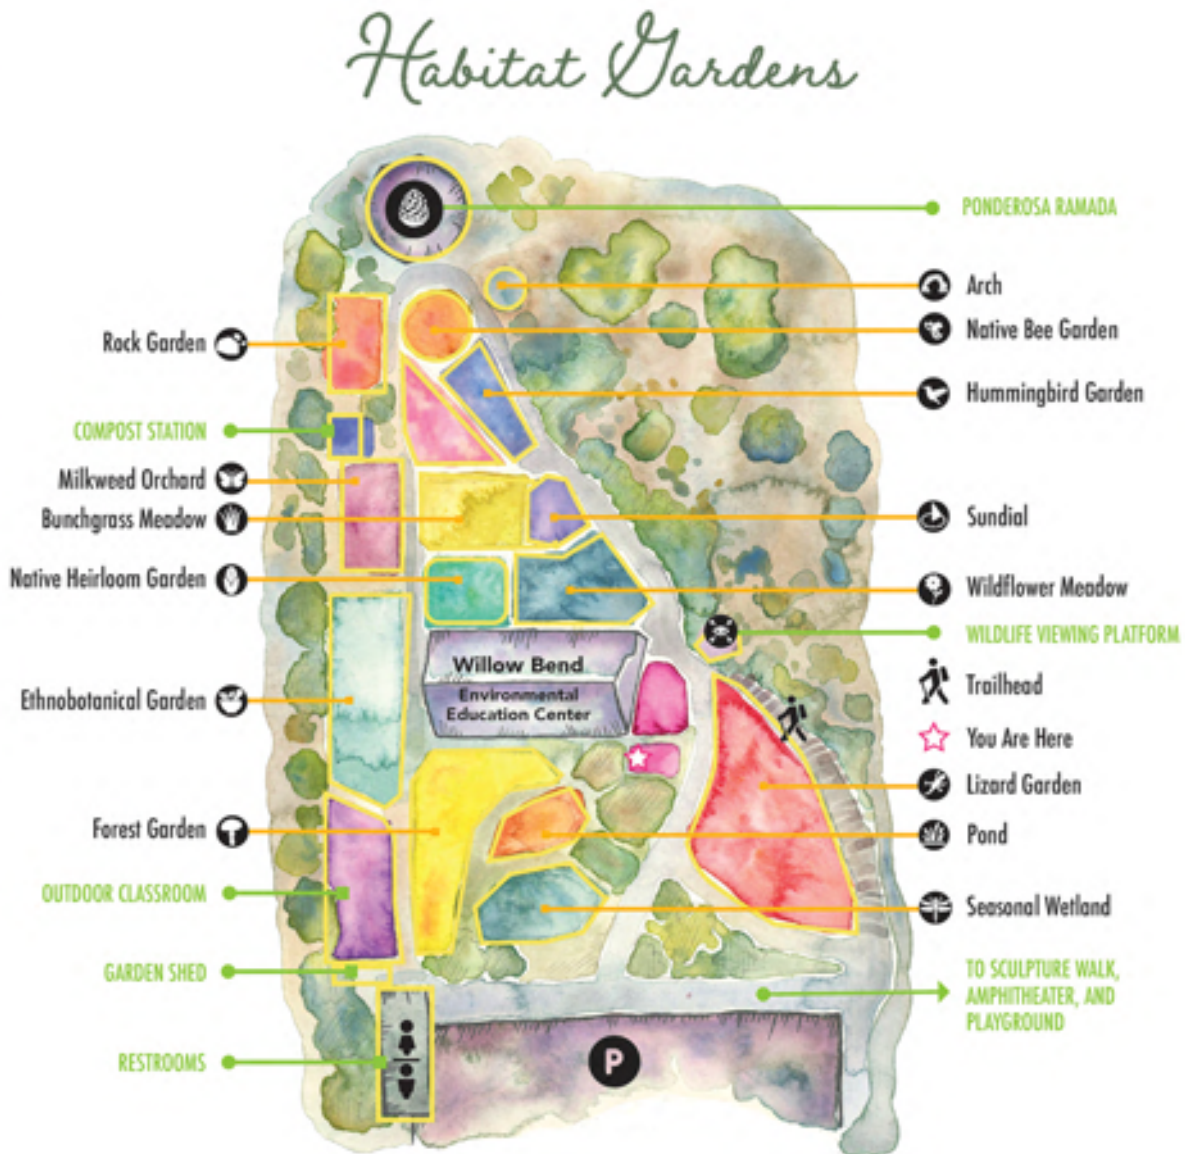 Habitat Gardens
PONDEROSA RAMADA
Arch
Native Bee Garden
Rock Garden
Hummingbird Garden
COMPOST STATION
Milkweed Orchard
Bunchgrass Meadow
Sundial
Native Heirloom Garden
Wildflower Meadow
WILDLIFE VIEWING PLATFORM
Willow Bend
Environmental
Education Center
Ethnobotanical Garden
Trailhead
You Are Here
Lizard Garden
Forest Garden
Pond
OUTDOOR CLASSROOM
Seasonal Wetland
GARDEN SHED
TO SCULPTURE WALK,
AMPHITHEATER, AND
PLAYGROUND
RESTROOMS
P